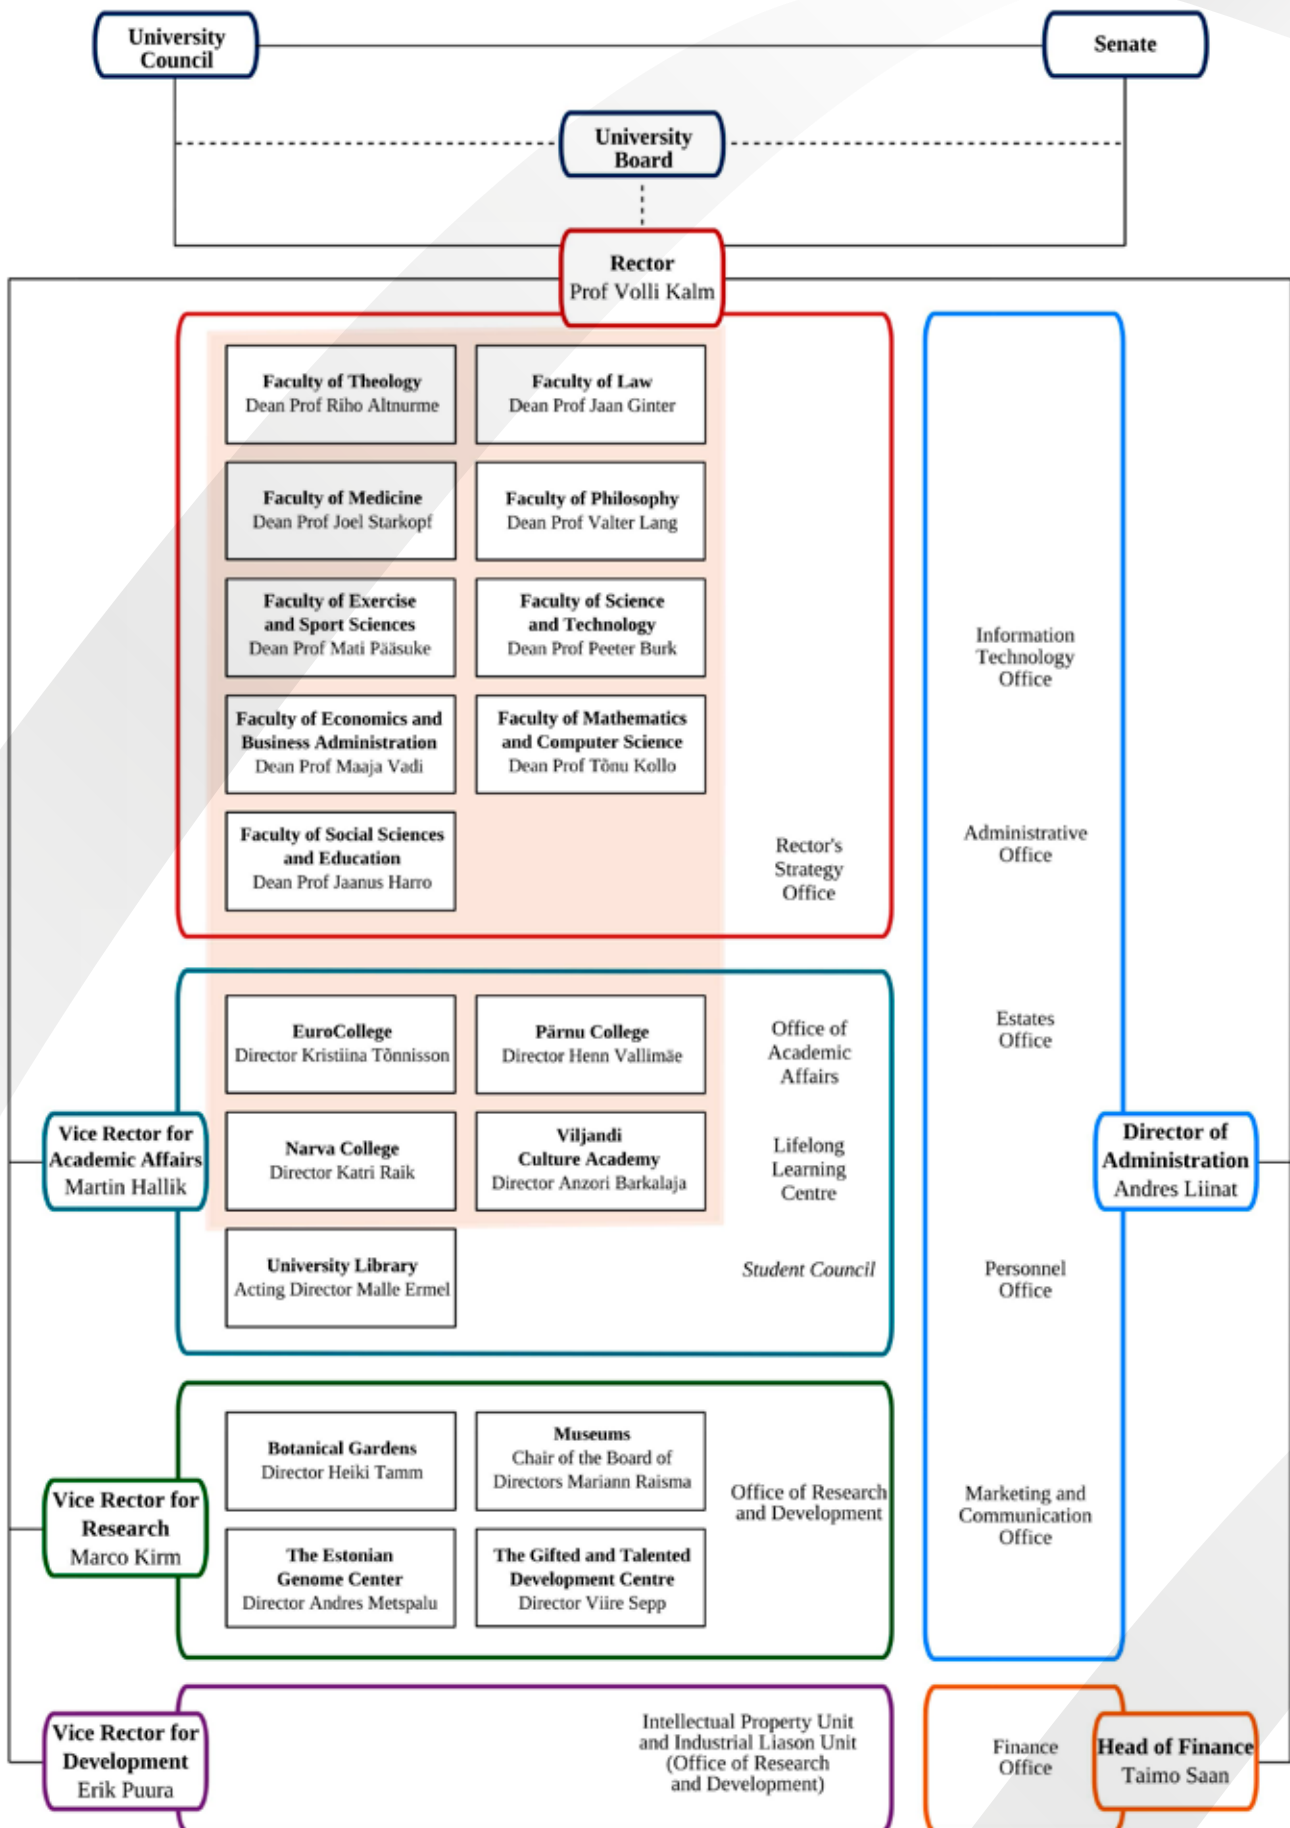 University
Council
Senate
University
Board
Rector
Prof Volli Kalm
Faculty of Theology
Dean Prof Riho Altnurme
Faculty of Law
Dean Prof Jaan Ginter
Faculty of Medicine
Dean Prof Joel Starkopf
Faculty of Philosophy
Dean Prof Valter Lang
Faculty of Exercise
and Sport Sciences
Dean Prof Mati Pääsuke
Faculty of Science
and Technology
Dean Prof Peeter Burk
Faculty of Economics and
Business Administration
Dean Prof Maaja Vadi
Faculty of Mathematics
and Computer Science
Dean Prof Tõnu Kollo
Faculty of Social Sciences
and Education
Dean Prof Jaanus Harro
Rector's
Strategy
Office
Information
Technology
Office
Administrative
Office
Estates
Office
Personnel
Office
Marketing and
Communication
Office
Director of
Administration
Andres Liinat
Vice Rector for
Academic Affairs
Martin Hallik
EuroCollege
Director Kristiina Tõnnisson
Pärnu College
Director Henn Vallimäe
Office of
Academic
Affairs
Narva College
Director Katri Raik
Viljandi
Culture Academy
Director Anzori Barkalaja
Lifelong
Learning
Centre
University Library
Acting Director Malle Ermel
Student Council
Vice Rector for
Research
Marco Kirm
Botanical Gardens
Director Heiki Tamm
Museums
Chair of the Board of
Directors Mariann Raisma
Office of Research
and Development
The Estonian
Genome Center
Director Andres Metspalu
The Gifted and Talented
Development Centre
Director Viire Sepp
Vice Rector for
Development
Erik Puura
Intellectual Property Unit
and Industrial Liason Unit
(Office of Research
and Development)
Finance
Office
Head of Finance
Taimo Saan